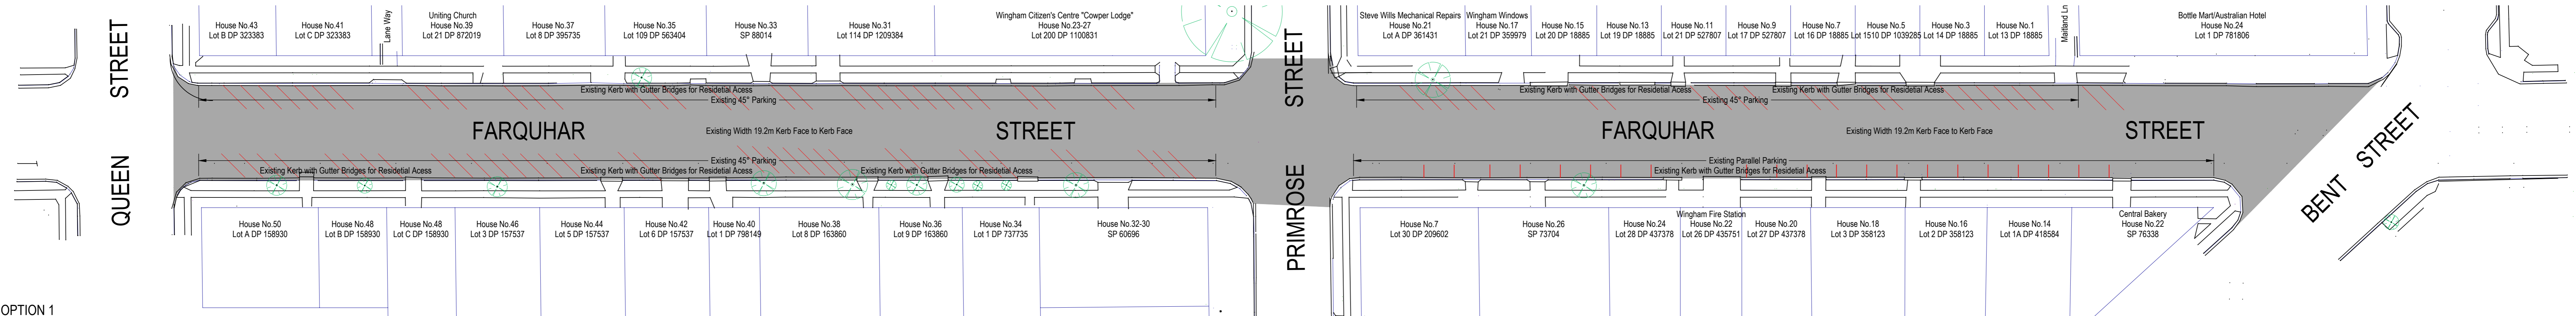 House No.43
Lot B DP 323383
House No.41
Lot C DP 323383
Lane Way
Uniting Church
House No.39
Lot 21 DP 872019
House No.37
Lot 8 DP 395735
House No.35
Lot 109 DP 563404
House No.33
SP 88014
House No.31
Lot 114 DP 1209384
Wingham Citizen's Centre "Cowper Lodge"
House No.23-27
Lot 200 DP 1100831
Steve Wills Mechanical Repairs
House No.21
Lot A DP 361431
Wingham Windows
House No.17
Lot 21 DP 359979
House No.15
Lot 20 DP 18885
House No.13
Lot 19 DP 18885
House No.11
Lot 21 DP 527807
House No.9
Lot 17 DP 527807
House No.7
Lot 16 DP 18885
House No.5
Lot 1510 DP 1039285
House No.3
Lot 14 DP 18885
House No.1
Lot 13 DP 18885
Maitland Ln
Bottle Mart/Australian Hotel
House No.24
Lot 1 DP 781806
QUEEN STREET
Existing Kerb with Gutter Bridges for Residetial Acess
Existing 45° Parking
FARQUHAR STREET
Existing Width 19.2m Kerb Face to Kerb Face
Existing 45° Parking
Existing Kerb with Gutter Bridges for Residetial Acess
Existing Kerb with Gutter Bridges for Residetial Acess
Existing Kerb with Gutter Bridges for Residetial Acess
PRIMROSE STREET
Existing Kerb with Gutter Bridges for Residetial Acess
Existing Kerb with Gutter Bridges for Residetial Acess
Existing 45° Parking
FARQUHAR STREET
Existing Width 19.2m Kerb Face to Kerb Face
Existing Parallel Parking
Existing Kerb with Gutter Bridges for Residetial Acess
BENT STREET
House No.50
Lot A DP 158930
House No.48
Lot B DP 158930
House No.48
Lot C DP 158930
House No.46
Lot 3 DP 157537
House No.44
Lot 5 DP 157537
House No.42
Lot 6 DP 157537
House No.40
Lot 1 DP 798149
House No.38
Lot 8 DP 163860
House No.36
Lot 9 DP 163860
House No.34
Lot 1 DP 737735
House No.32-30
SP 60696
House No.7
Lot 30 DP 209602
House No.26
SP 73704
House No.24
Lot 28 DP 437378
Wingham Fire Station
House No.22
Lot 26 DP 435751
House No.20
Lot 27 DP 437378
House No.18
Lot 3 DP 358123
House No.16
Lot 2 DP 358123
House No.14
Lot 1A DP 418584
Central Bakery
House No.22
SP 76338
OPTION 1